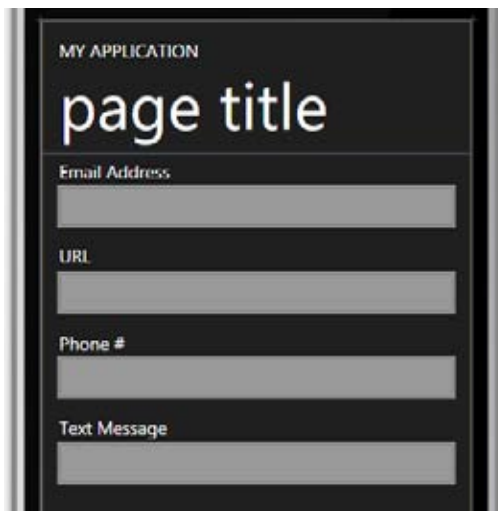 MY APPLICATION
page title
Email Address
URL
Phone #
Text Message